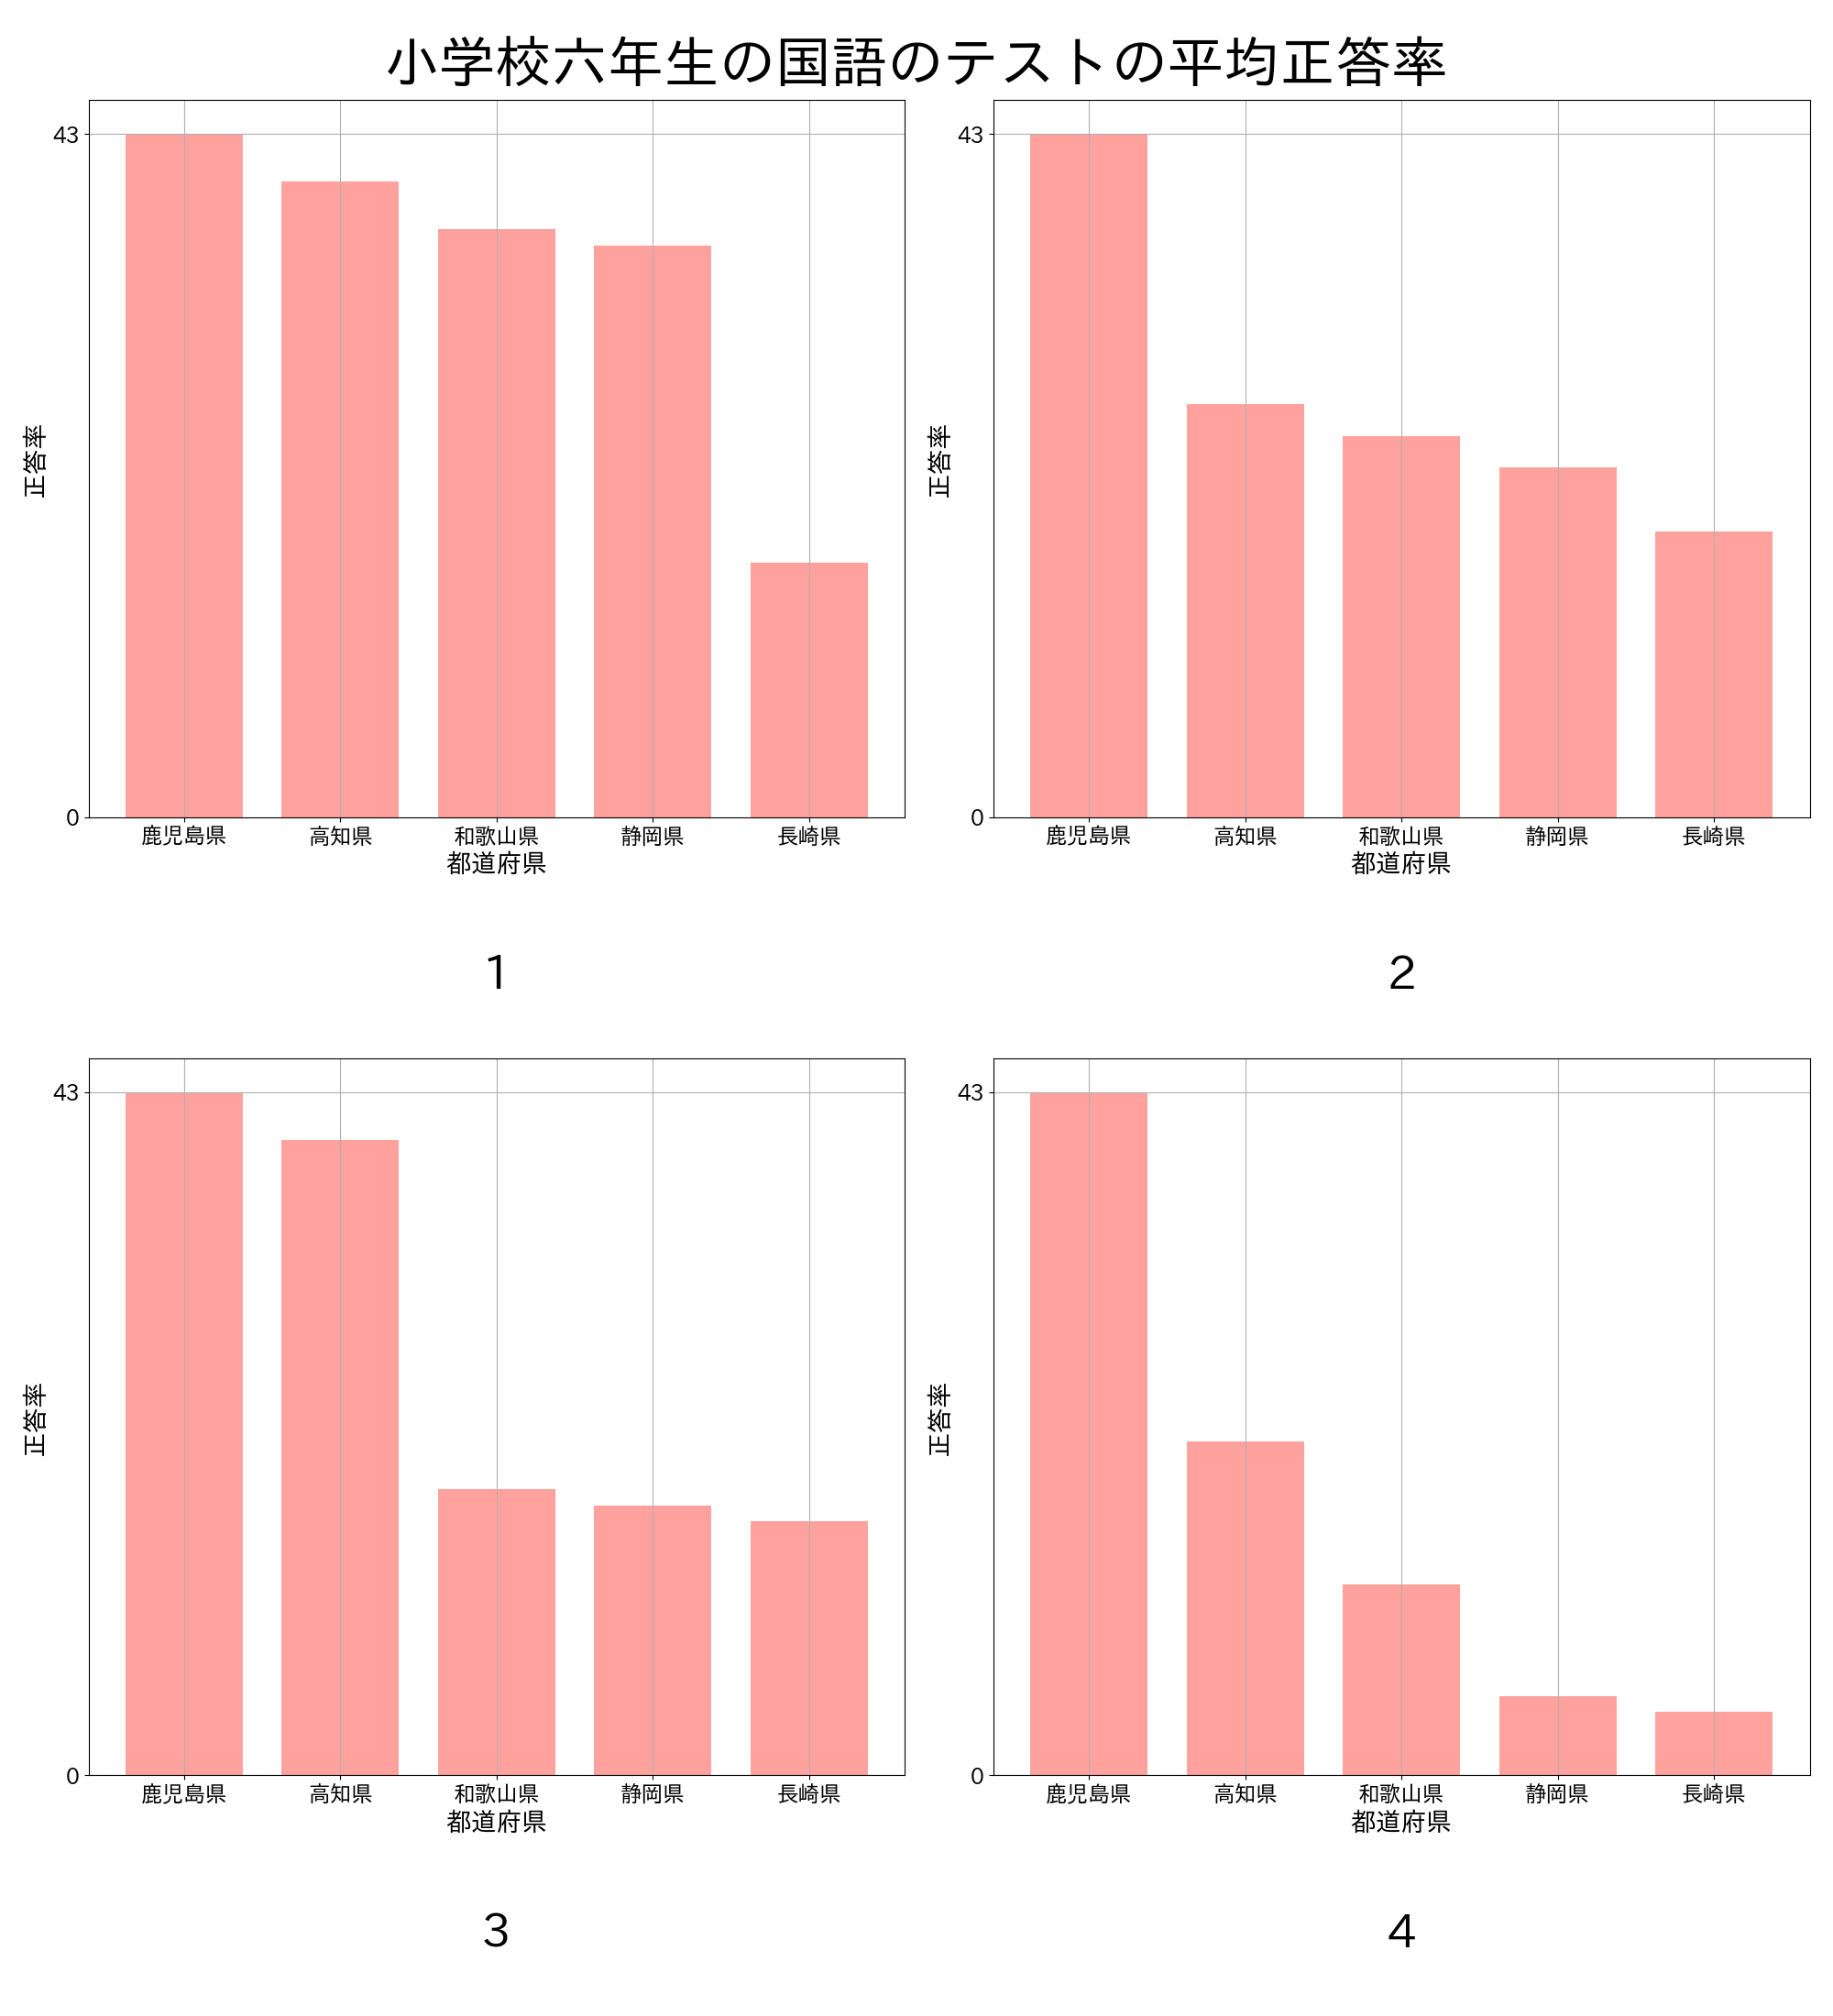 小学校六年生の国語のテストの平均正答率
43
0
正答率
鹿児島県 高知県 和歌山県 静岡県 長崎県
都道府県
1
43
0
正答率
鹿児島県 高知県 和歌山県 静岡県 長崎県
都道府県
2
43
0
正答率
鹿児島県 高知県 和歌山県 静岡県 長崎県
都道府県
3
43
0
正答率
鹿児島県 高知県 和歌山県 静岡県 長崎県
都道府県
4